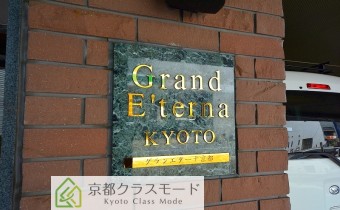 Grand
E'terna
KYOTO
グランエターナ京都
京都クラスモード
Kyoto Class Mode